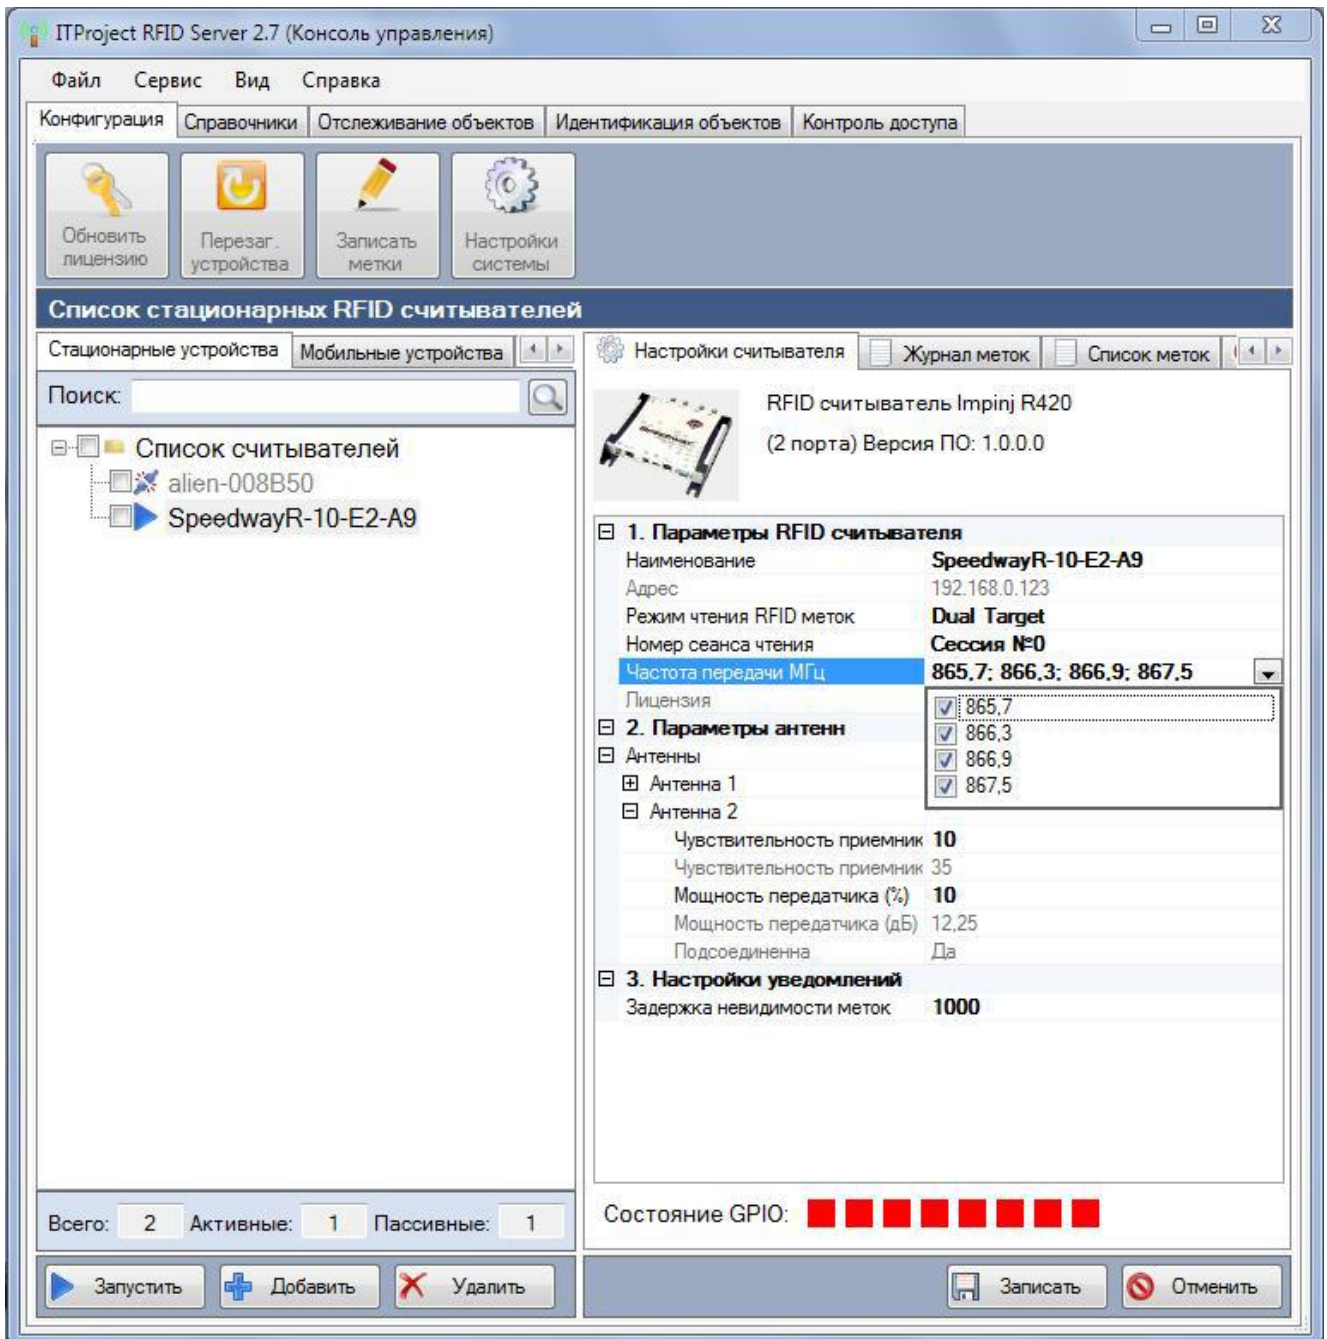 ITProject RFID Server 2.7 (Консоль управления)
Файл Сервис Вид Справка
Конфигурация Справочники Отслеживание объектов Идентификация объектов Контроль доступа
Обновить лицензию
Перезаг. устройства
Записать метки
Настройки системы
Список стационарных RFID считывателей
Стационарные устройства Мобильные устройства
Поиск:
Список считывателей
alien-008B50
SpeedwayR-10-E2-A9
Всего: 2 Активные: 1 Пассивные: 1
Запустить Добавить Удалить
Настройки считывателя Журнал меток Список меток
RFID считыватель Impinj R420
(2 порта) Версия ПО: 1.0.0.0
1. Параметры RFID считывателя
Наименование SpeedwayR-10-E2-A9
Адрес 192.168.0.123
Режим чтения RFID меток Dual Target
Номер сеанса чтения Сессия №0
Частота передачи МГц 865,7; 866,3; 866,9; 867,5
Лицензия
865,7
866,3
866,9
867,5
2. Параметры антенн
Антенны
Антенна 1
Антенна 2
Чувствительность приемник 10
Чувствительность приемник 35
Мощность передатчика (%) 10
Мощность передатчика (дБ) 12,25
Подсоединенна Да
3. Настройки уведомлений
Задержка невидимости меток 1000
Состояние GPIO:
Записать Отменить